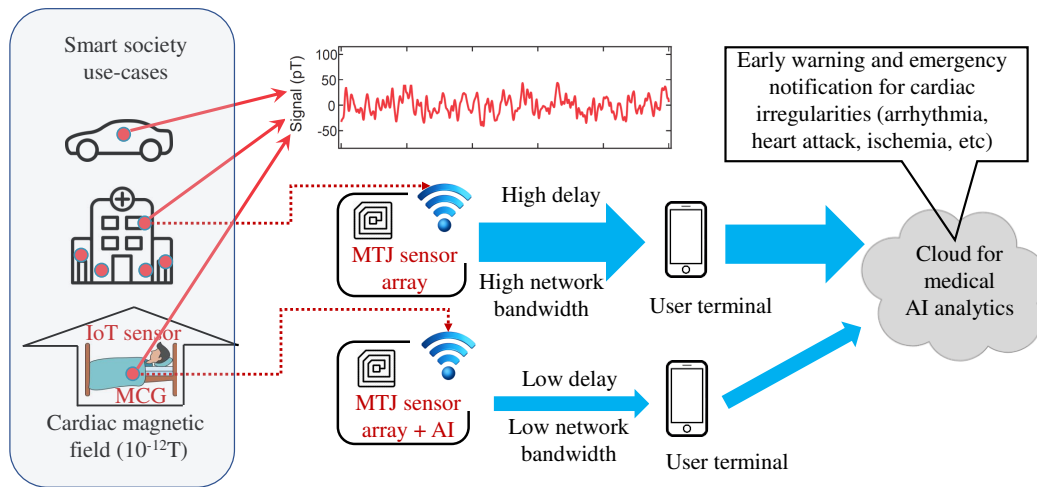 Smart society
use-cases
IoT sensor
MCG
Cardiac magnetic
field (10⁻¹²T)
Signal (pT)
100
50
0
-50
MTJ sensor
array
High delay
High network
bandwidth
User terminal
MTJ sensor
array + AI
Low delay
Low network
bandwidth
User terminal
Early warning and emergency
notification for cardiac
irregularities (arrhythmia,
heart attack, ischemia, etc)
Cloud for
medical
AI analytics